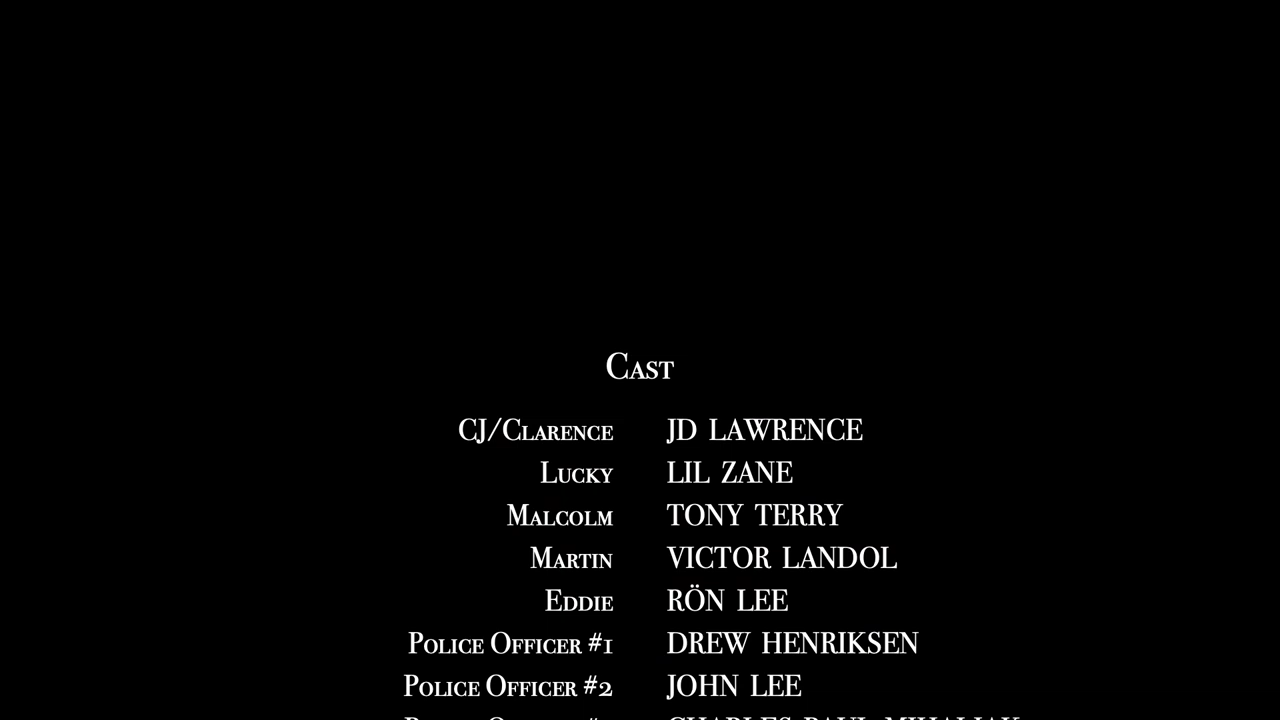 Cast
CJ/Clarence JD LAWRENCE
Lucky LIL ZANE
Malcolm TONY TERRY
Martin VICTOR LANDOL
Eddie RÖN LEE
Police Officer #1 DREW HENRIKSEN
Police Officer #2 JOHN LEE